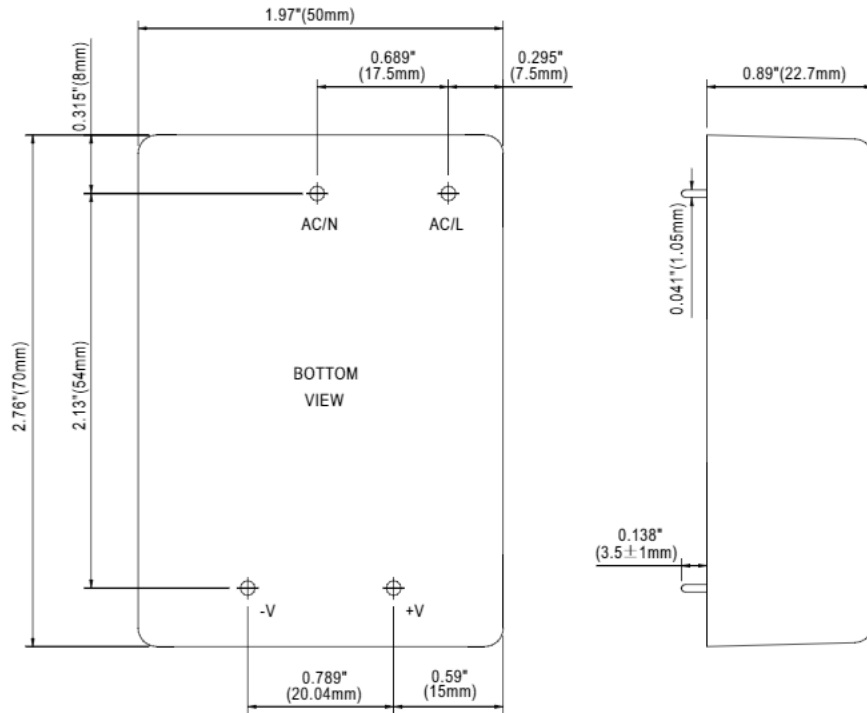 1.97"(50mm)
0.689"
(17.5mm)
0.295"
(7.5mm)
0.89"(22.7mm)
0.315"(8mm)
AC/N
AC/L
0.041"(1.05mm)
2.76"(70mm)
2.13"(54mm)
BOTTOM
VIEW
0.138"
(3.5±1mm)
-V
+V
0.789"
(20.04mm)
0.59"
(15mm)